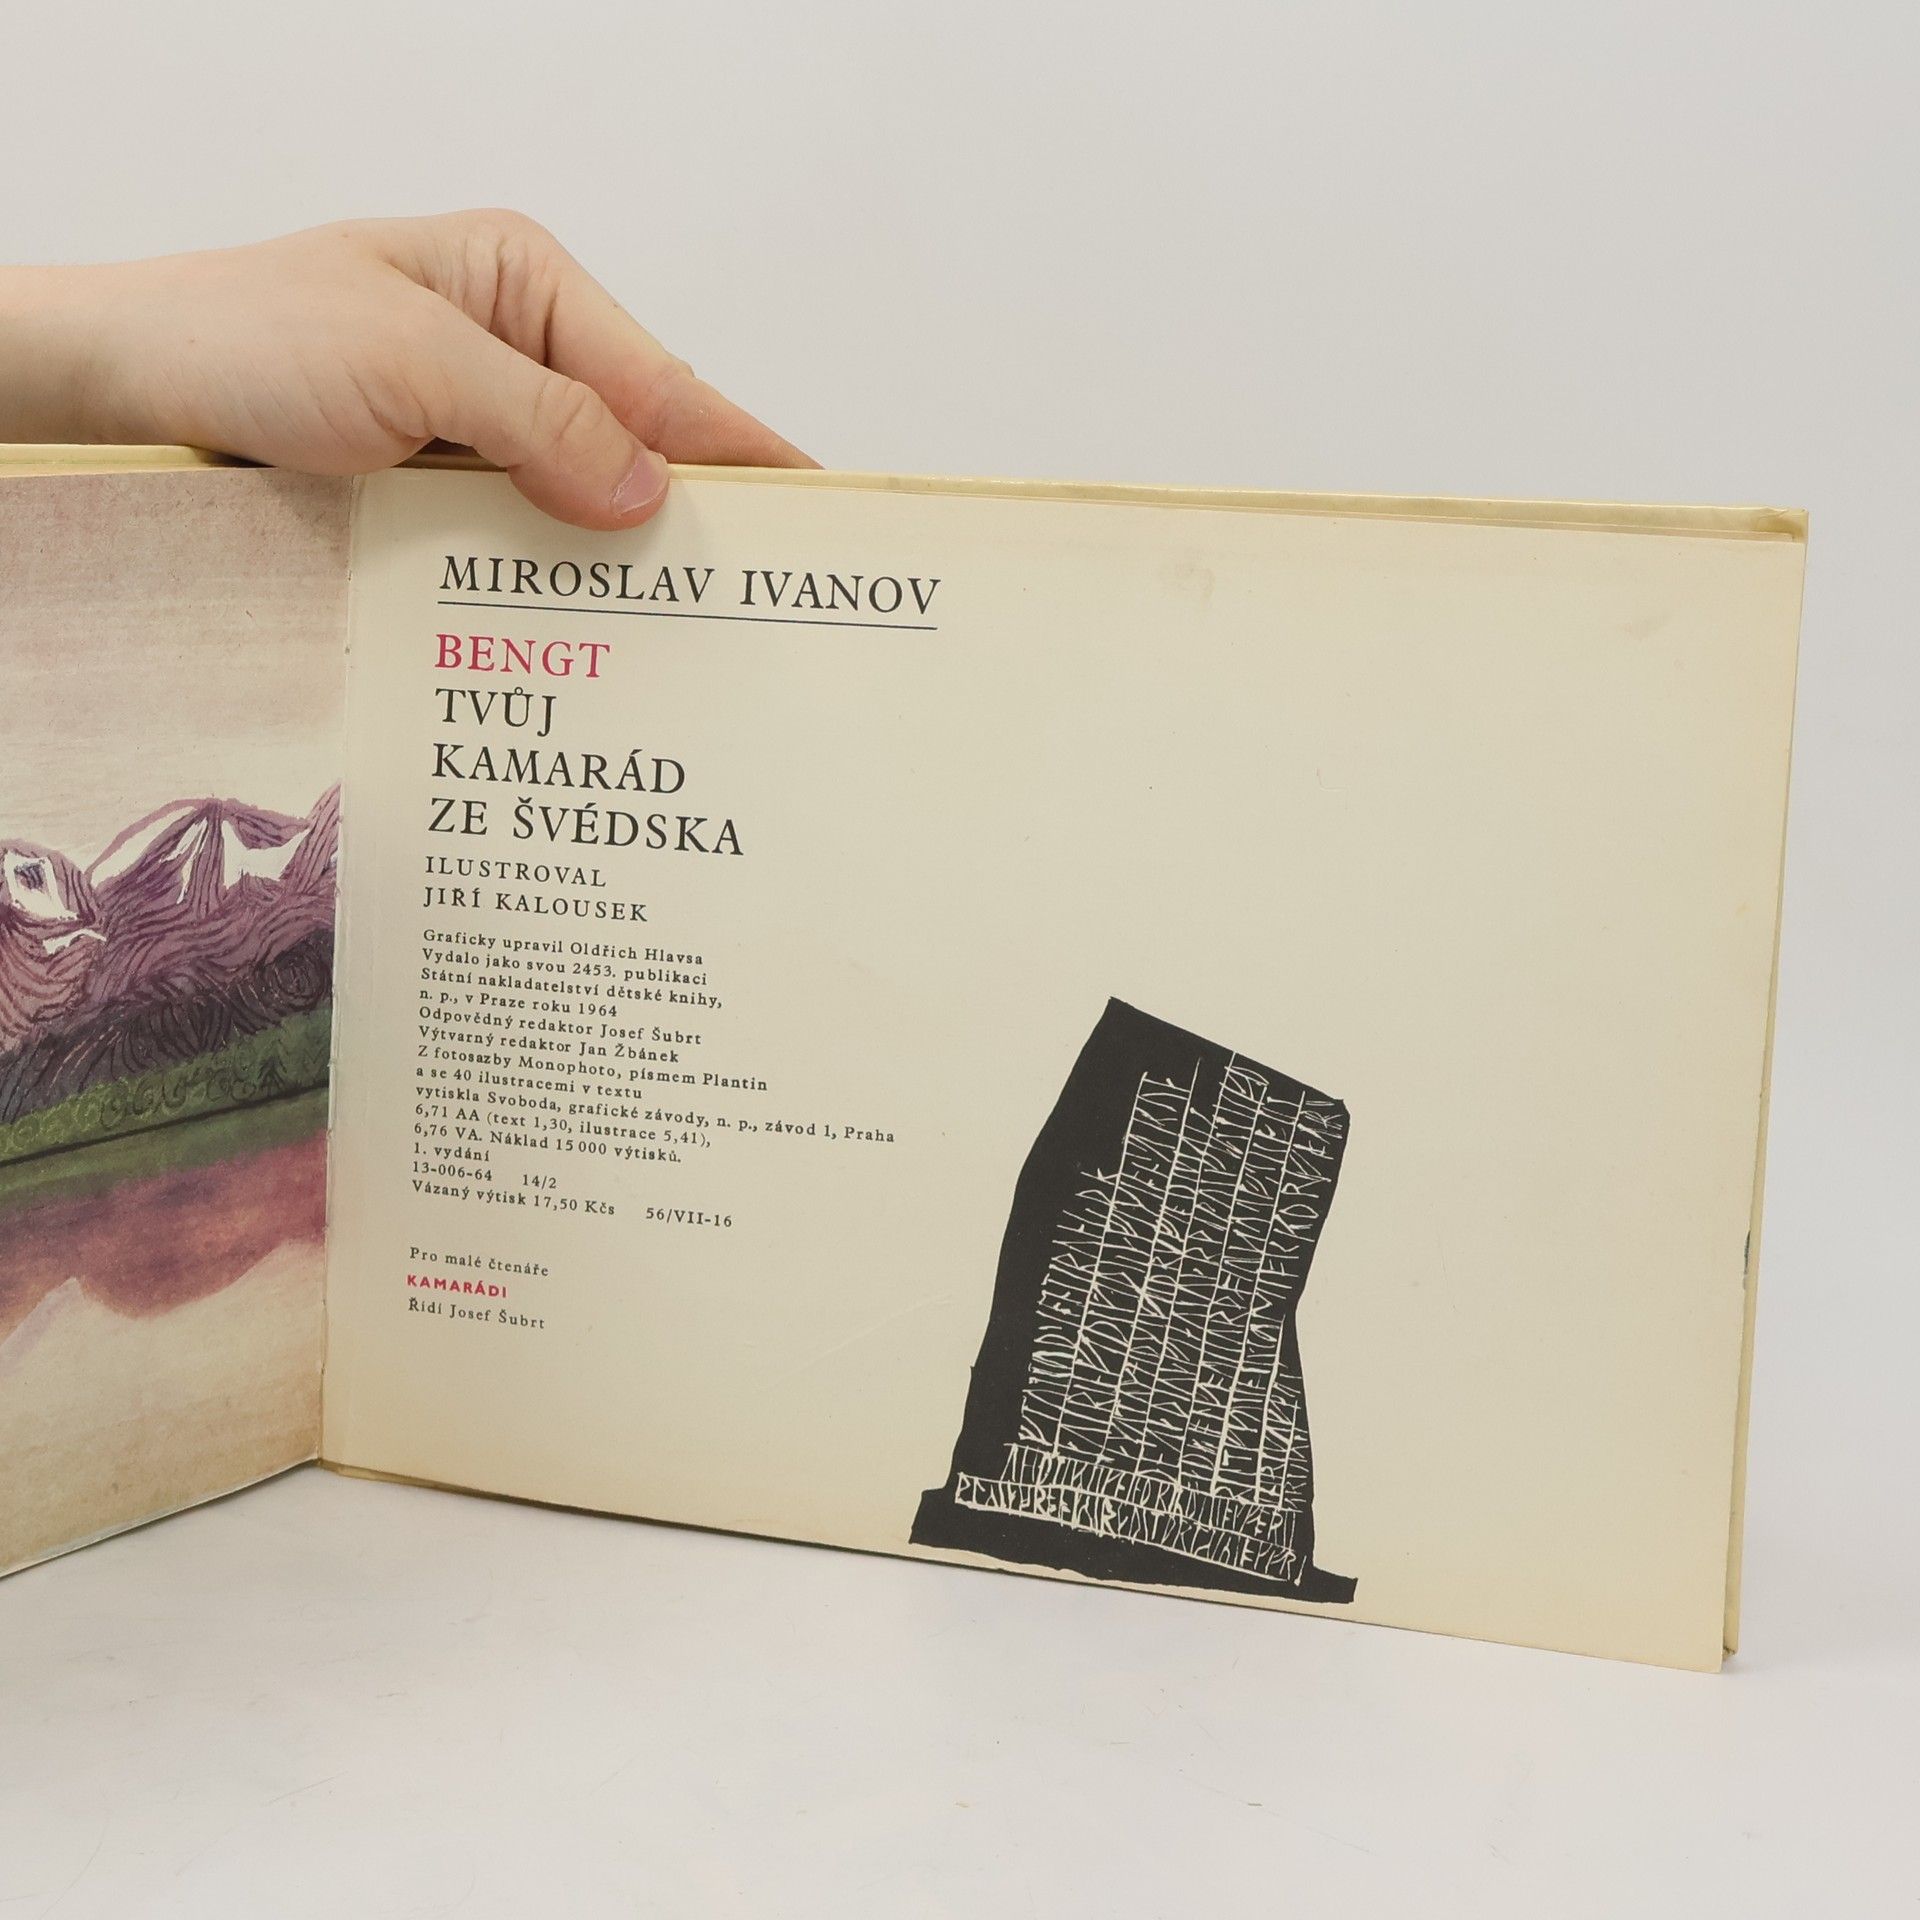 MIROSLAV IVANOV
BENGT
TVŮJ
KAMARÁD
ZE ŠVÉDSKA
ILUSTROVAL
JIŘÍ KALOUSEK
Graficky upravil Oldřich Hlavsa
Vydalo jako svou 2453. publikaci
Státní nakladatelství dětské knihy,
n. p., v Praze roku 1964
Odpovědný redaktor Josef Šubrt
Výtvarný redaktor Jan Žbánek
Z fotosazby Monophoto, písmem Plantin
a se 40 ilustracemi v textu
vytiskla Svoboda, grafické závody, n. p., závod 1, Praha
6,71 AA (text 1,30, ilustrace 5,41),
6,76 VA. Náklad 15 000 výtisků.
1. vydání
13-006-64 14/2
Vázaný výtisk 17,50 Kčs 56/VII-16
Pro malé čtenáře
KAMARÁDI
Řídí Josef Šubrt